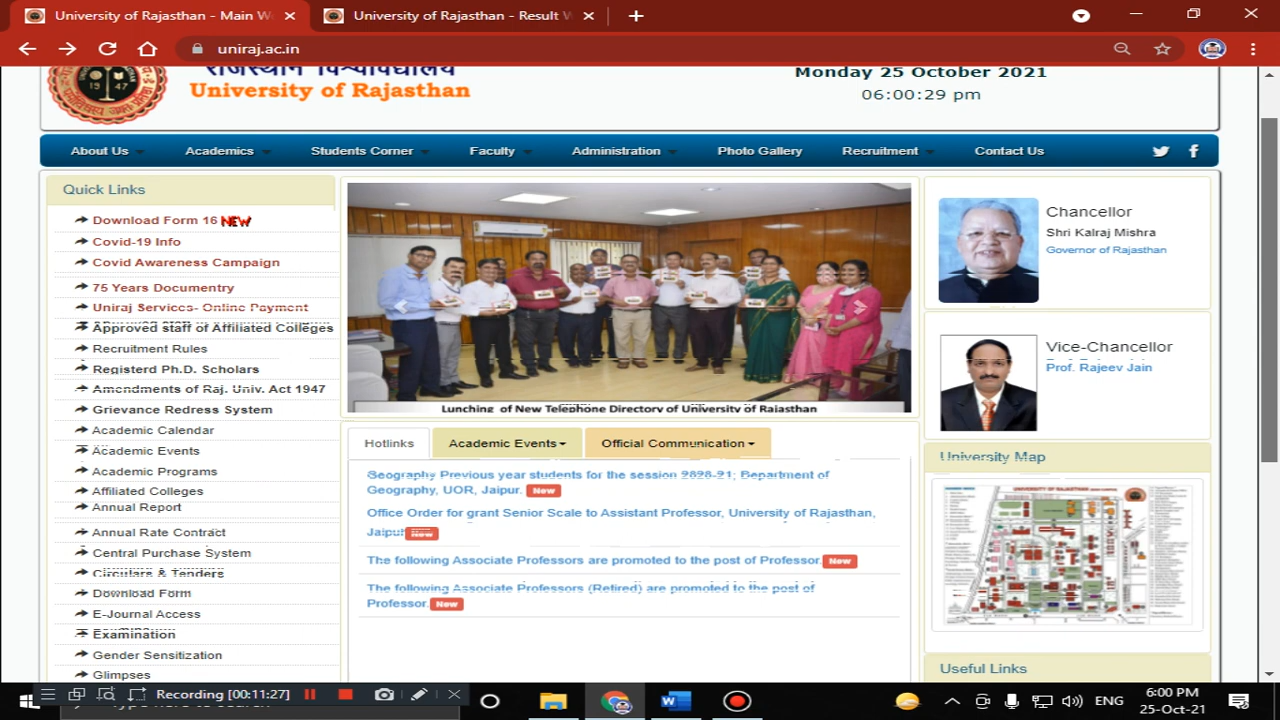 University of Rajasthan - Main W
University of Rajasthan - Result W
uniraj.ac.in
1947
राजस्थान विश्वविद्यालय
University of Rajasthan
Monday 25 October 2021
06:00:29 pm
About Us
Academics
Students Corner
Faculty
Administration
Photo Gallery
Recruitment
Contact Us
Quick Links
Download Form 16 NEW
Covid-19 Info
Covid Awareness Campaign
75 Years Documentry
Uniraj Services- Online Payment
Approved staff of Affiliated Colleges
Recruitment Rules
Registerd Ph.D. Scholars
Amendments of Raj. Univ. Act 1947
Grievance Redress System
Academic Calendar
Academic Events
Academic Programs
Affiliated Colleges
Annual Report
Annual Rate Contract
Central Purchase System
Circulars & Tenders
Download Form
E-Journal Access
Examination
Gender Sensitization
Glimpses
Lunching of New Telephone Directory of University of Rajasthan
Hotlinks
Academic Events
Official Communication
Geography Previous year students for the session 2020-21; Department of
Geography, UOR, Jaipur. New
Office Order for grant Senior Scale to Assistant Professor, University of Rajasthan,
Jaipur New
The following Associate Professors are promoted to the post of Professor. New
The following Associate Professors (Retired) are promoted to the post of
Professor. New
Chancellor
Shri Kalraj Mishra
Governor of Rajasthan
Vice-Chancellor
Prof. Rajeev Jain
University Map
Useful Links
Recording [00:11:27]
ENG
6:00 PM
25-Oct-21